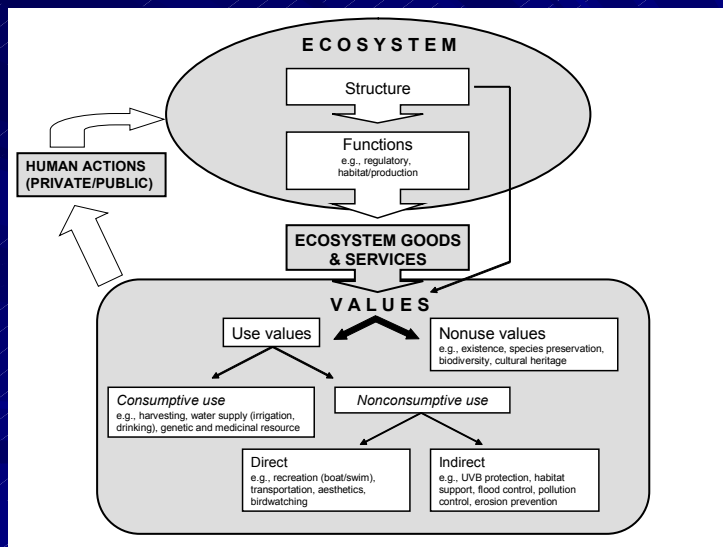 ECOSYSTEM
Structure
Functions
e.g., regulatory,
habitat/production
HUMAN ACTIONS
(PRIVATE/PUBLIC)
ECOSYSTEM GOODS
& SERVICES
VALUES
Use values
Nonuse values
e.g., existence, species preservation,
biodiversity, cultural heritage
Consumptive use
e.g., harvesting, water supply (irrigation,
drinking), genetic and medicinal resource
Nonconsumptive use
Direct
e.g., recreation (boat/swim),
transportation, aesthetics,
birdwatching
Indirect
e.g., UVB protection, habitat
support, flood control, pollution
control, erosion prevention